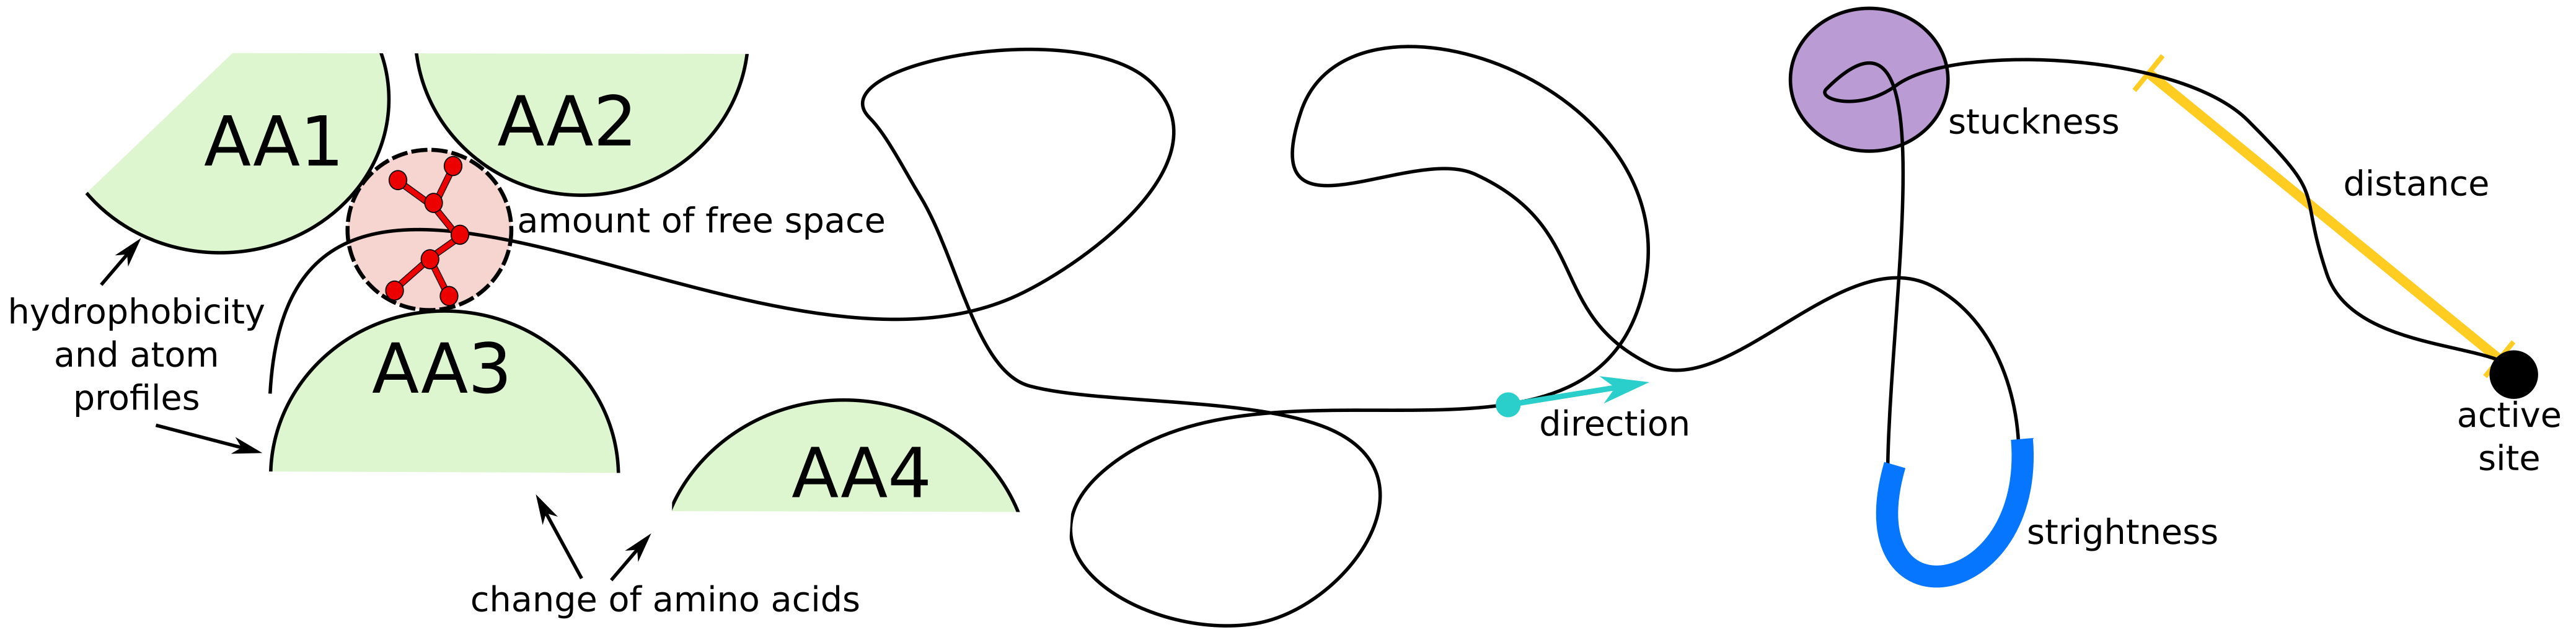 AA1
AA2
stuckness
distance
amount of free space
hydrophobicity
and atom
profiles
AA3
direction
active
site
AA4
strightness
change of amino acids